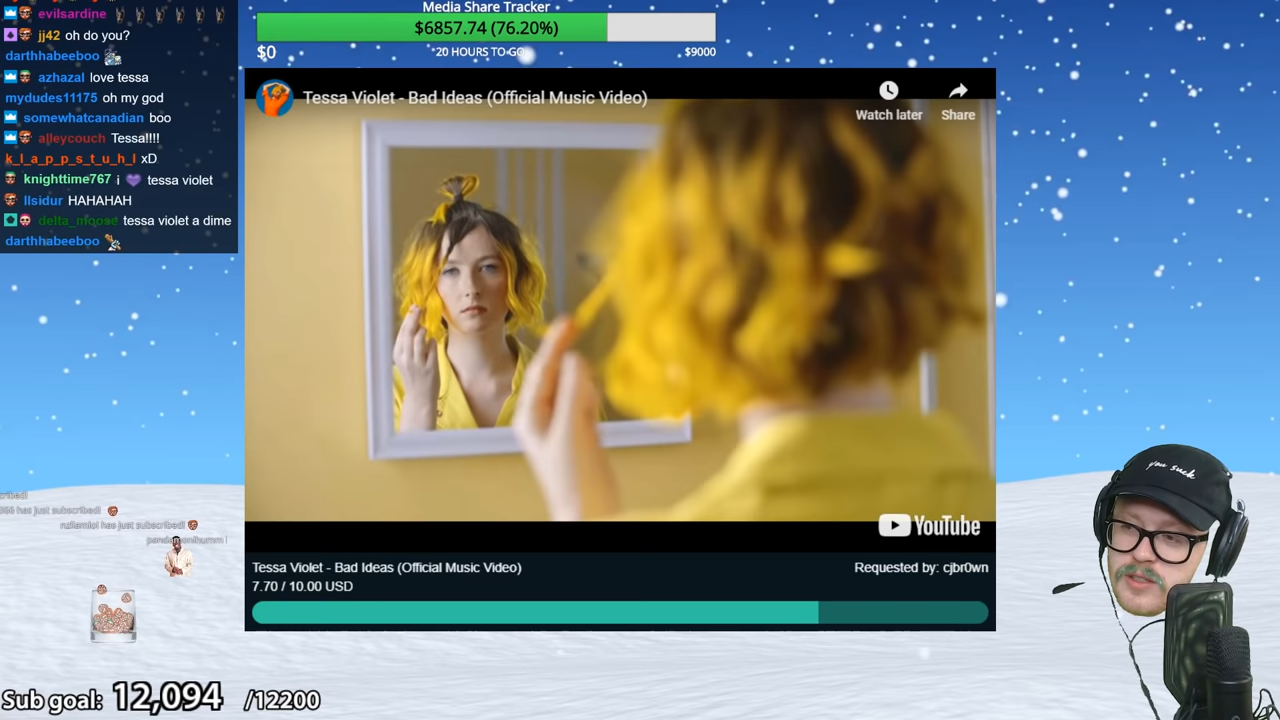 evilsardine
jj42 oh do you?
darthhabeeboo
azhazal love tessa
mydudes11175 oh my god
somewhatcanadian boo
alleycouch Tessa!!!!
k_l_a_p_p_s_t_u_h_l xD
knighttime767 i 💜 tessa violet
llsidur HAHAHAH
delta_moose tessa violet a dime
darthhabeeboo
Media Share Tracker
$6857.74 (76.20%)
$0
*20 HOURS TO GO
$9000
Tessa Violet - Bad Ideas (Official Music Video)
Watch later
Share
YouTube
Tessa Violet - Bad Ideas (Official Music Video)
Requested by: cjbr0wn
7.70 / 10.00 USD
you suck
has just subscribed!
has just subscribed!
Sub goal: 12,094 /12200